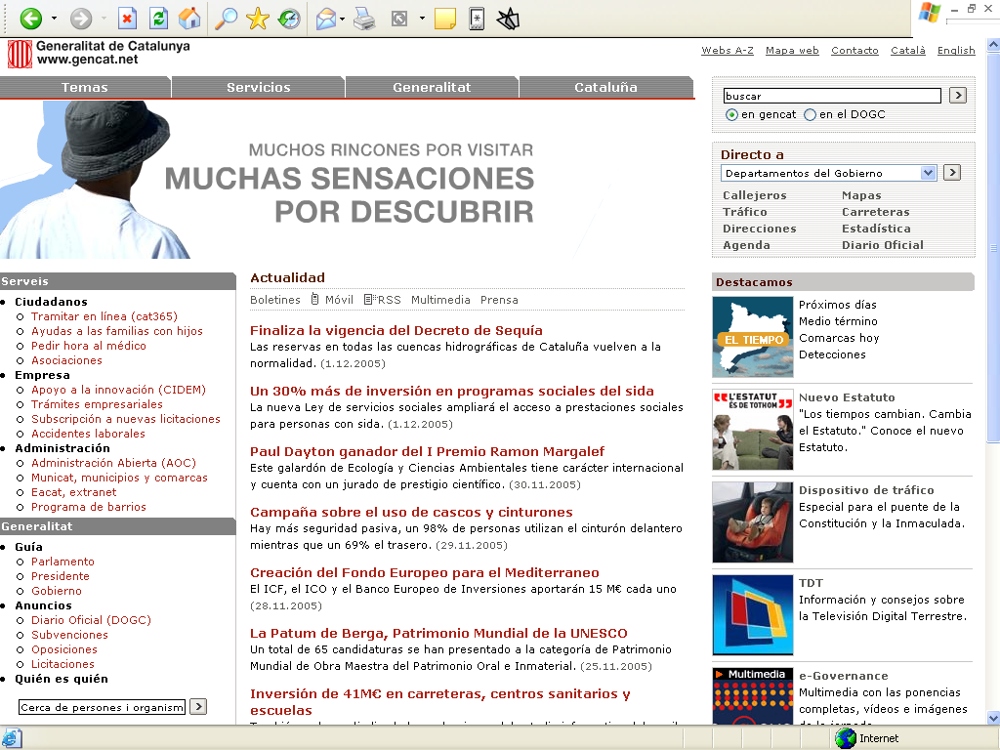 Generalitat de Catalunya
www.gencat.net
Webs A-Z Mapa web Contacto Català English
Temas Servicios Generalitat Cataluña
MUCHOS RINCONES POR VISITAR
MUCHAS SENSACIONES
POR DESCUBRIR
buscar
en gencat en el DOGC
Directo a
Departamentos del Gobierno
Callejeros Mapas
Tráfico Carreteras
Direcciones Estadística
Agenda Diario Oficial
Serveis
Ciudadanos
Tramitar en línea (cat365)
Ayudas a las familias con hijos
Pedir hora al médico
Asociaciones
Empresa
Apoyo a la innovación (CIDEM)
Trámites empresariales
Subscripción a nuevas licitaciones
Accidentes laborales
Administración
Administración Abierta (AOC)
Municat, municipios y comarcas
Eacat, extranet
Programa de barrios
Generalitat
Guía
Parlamento
Presidente
Gobierno
Anuncios
Diario Oficial (DOGC)
Subvenciones
Oposiciones
Licitaciones
Quién es quién
Cerca de persones i organism
Actualidad
Boletines Móvil RSS Multimedia Prensa
Finaliza la vigencia del Decreto de Sequía
Las reservas en todas las cuencas hidrográficas de Cataluña vuelven a la
normalidad. (1.12.2005)
Un 30% más de inversión en programas sociales del sida
La nueva Ley de servicios sociales ampliará el acceso a prestaciones sociales
para personas con sida. (1.12.2005)
Paul Dayton ganador del I Premio Ramon Margalef
Este galardón de Ecología y Ciencias Ambientales tiene carácter internacional
y cuenta con un jurado de prestigio científico. (30.11.2005)
Campaña sobre el uso de cascos y cinturones
Hay más seguridad pasiva, un 98% de personas utilizan el cinturón delantero
mientras que un 69% el trasero. (29.11.2005)
Creación del Fondo Europeo para el Mediterraneo
El ICF, el ICO y el Banco Europeo de Inversiones aportarán 15 M€ cada uno
(28.11.2005)
La Patum de Berga, Patrimonio Mundial de la UNESCO
Un total de 65 candidaturas se han presentado a la categoría de Patrimonio
Mundial de Obra Maestra del Patrimonio Oral e Inmaterial. (25.11.2005)
Inversión de 41M€ en carreteras, centros sanitarios y
escuelas
Destacamos
EL TIEMPO
Próximos días
Medio término
Comarcas hoy
Detecciones
L'ESTATUT
ÉS DE TOTHOM
Nuevo Estatuto
"Los tiempos cambian. Cambia
el Estatuto." Conoce el nuevo
Estatuto.
Dispositivo de tráfico
Especial para el puente de la
Constitución y la Inmaculada.
TDT
Información y consejos sobre
la Televisión Digital Terrestre.
Multimedia
e-Governance
Multimedia con las ponencias
completas, vídeos e imágenes
de la jornada
Internet